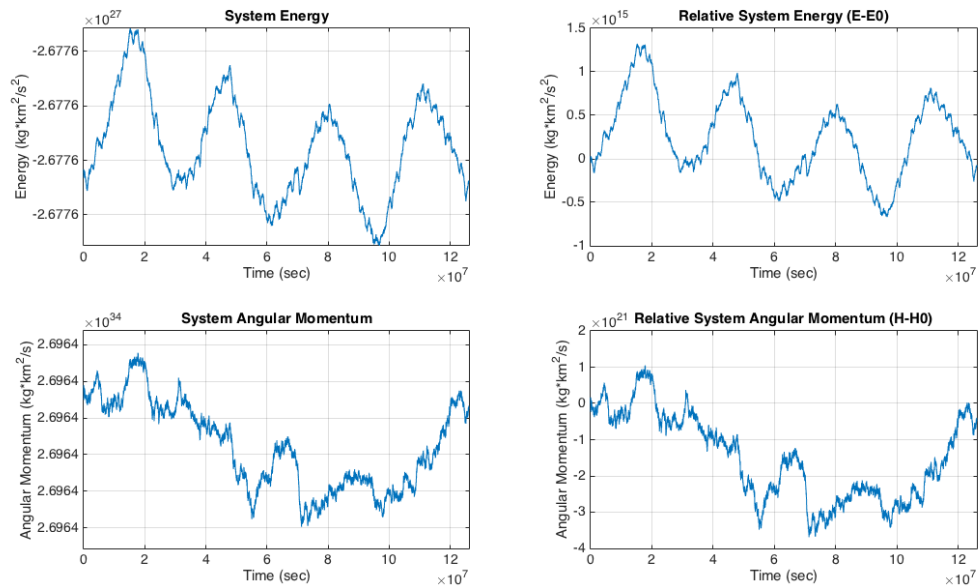 System Energy
×10^27
-2.6776
-2.6776
-2.6776
-2.6776
Energy (kg*km^2/s^2)
0 2 4 6 8 10 12
Time (sec)
×10^7
Relative System Energy (E-E0)
×10^15
1.5
1
0.5
0
-0.5
-1
Energy (kg*km^2/s^2)
0 2 4 6 8 10 12
Time (sec)
×10^7
System Angular Momentum
×10^34
2.6964
2.6964
2.6964
2.6964
2.6964
2.6964
Angular Momentum (kg*km^2/s)
0 2 4 6 8 10 12
Time (sec)
×10^7
Relative System Angular Momentum (H-H0)
×10^21
2
1
0
-1
-2
-3
-4
Angular Momentum (kg*km^2/s)
0 2 4 6 8 10 12
Time (sec)
×10^7